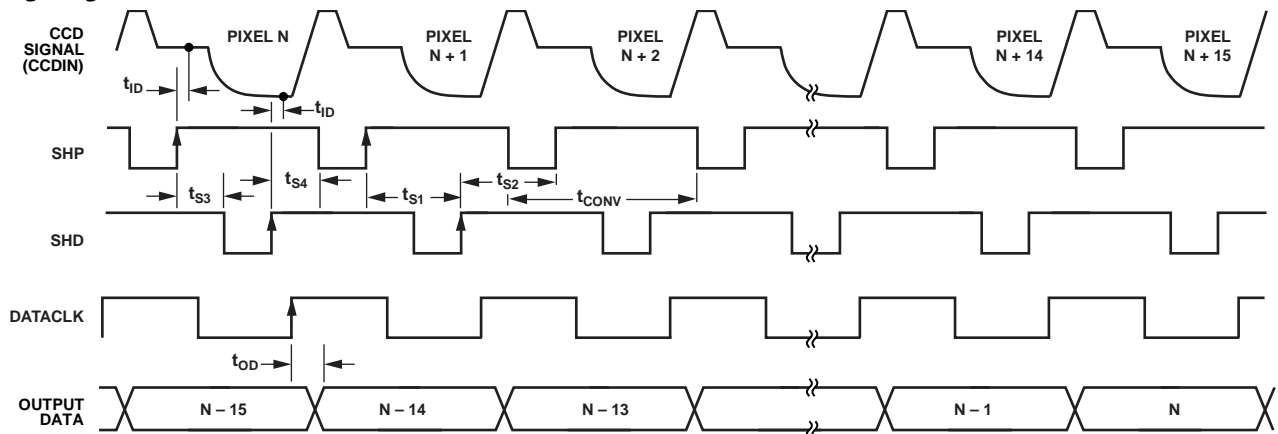 CCD
SIGNAL
(CCDIN)
PIXEL N
PIXEL
N + 1
PIXEL
N + 2
PIXEL
N + 14
PIXEL
N + 15
tID
tID
SHP
tS3
tS4
tS1
tS2
tCONV
SHD
DATACLK
tOD
OUTPUT
DATA
N – 15
N – 14
N – 13
N – 1
N